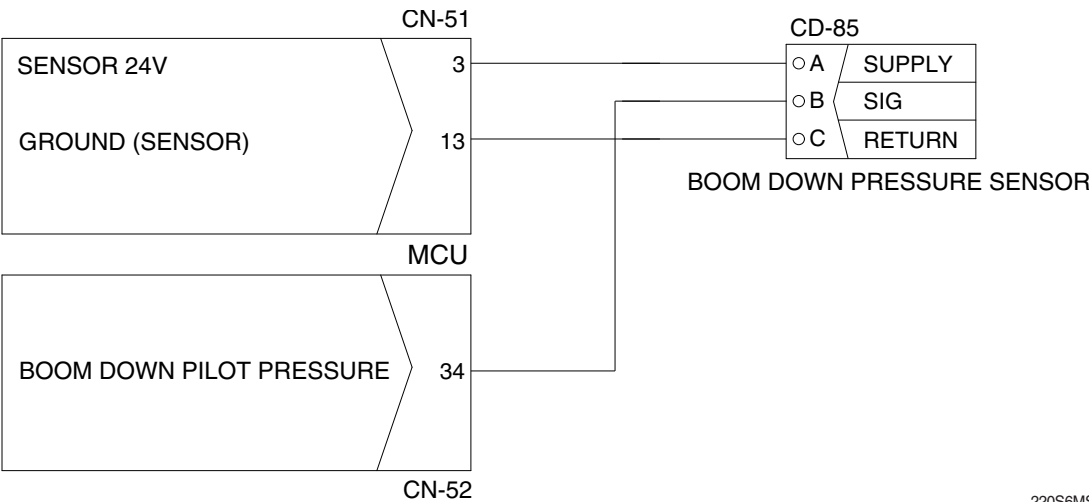 CN-51
CD-85
SENSOR 24V 3 A SUPPLY
B SIG
GROUND (SENSOR) 13 C RETURN
BOOM DOWN PRESSURE SENSOR
MCU
BOOM DOWN PILOT PRESSURE 34
CN-52